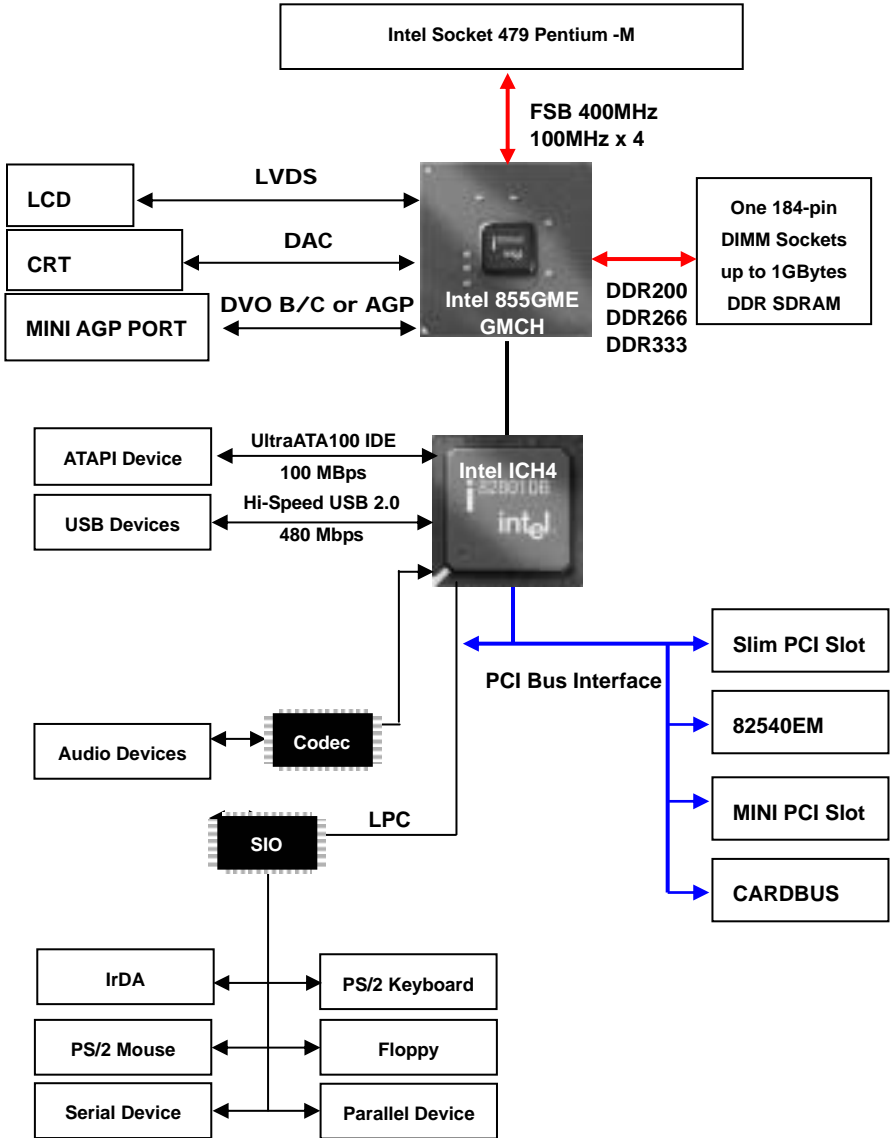 Intel Socket 479 Pentium -M
FSB 400MHz
100MHz x 4
LCD
LVDS
CRT
DAC
MINI AGP PORT
DVO B/C or AGP
Intel 855GME
GMCH
DDR200
DDR266
DDR333
One 184-pin
DIMM Sockets
up to 1GBytes
DDR SDRAM
ATAPI Device
UltraATA100 IDE
100 MBps
USB Devices
Hi-Speed USB 2.0
480 Mbps
Intel ICH4
intel
PCI Bus Interface
Slim PCI Slot
82540EM
MINI PCI Slot
CARDBUS
Audio Devices
Codec
SIO
LPC
IrDA
PS/2 Keyboard
PS/2 Mouse
Floppy
Serial Device
Parallel Device